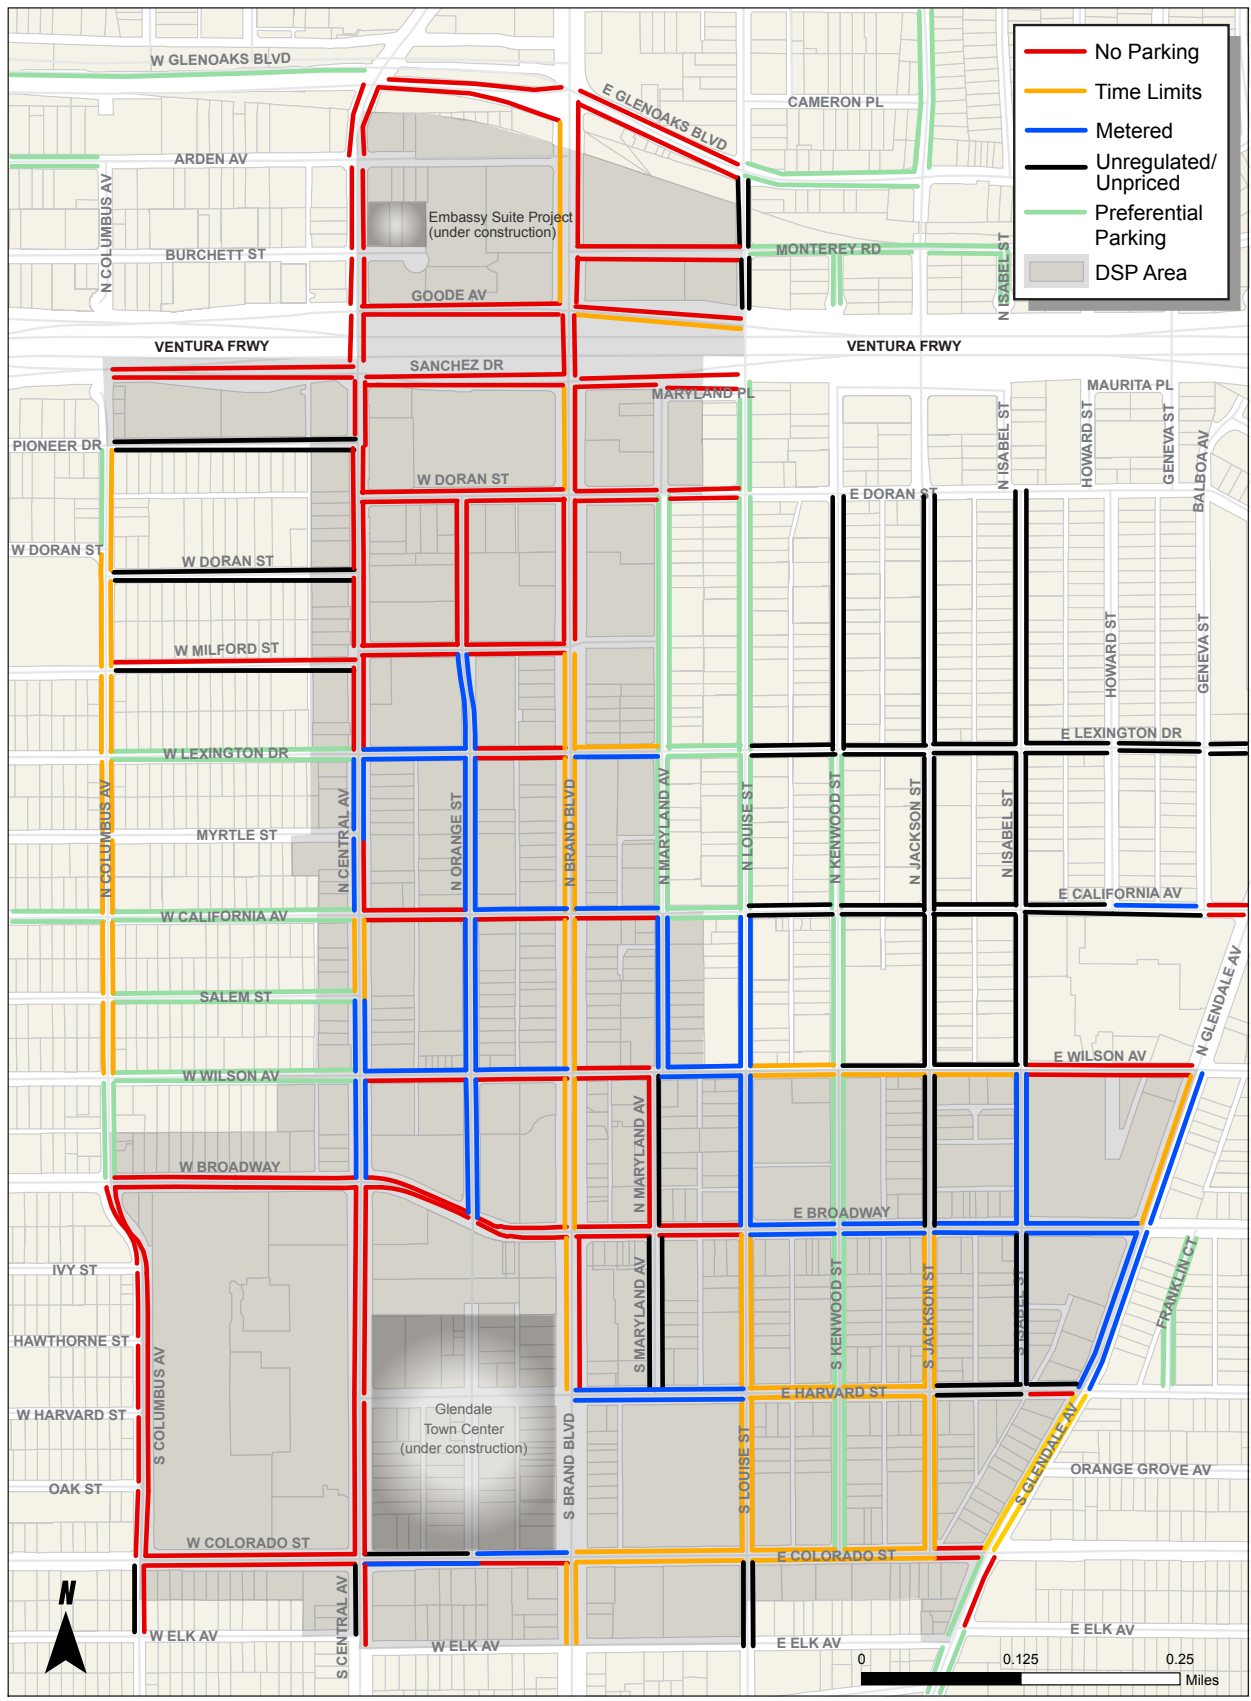 W GLENOAKS BLVD
E GLENOAKS BLVD
CAMERON PL
No Parking
Time Limits
Metered
Unregulated/
Unpriced
Preferential
Parking
DSP Area
ARDEN AV
N COLUMBUS AV
Embassy Suite Project
(under construction)
BURCHETT ST
MONTEREY RD
N ISABEL ST
GOODE AV
VENTURA FRWY
VENTURA FRWY
SANCHEZ DR
MARYLAND PL
MAURITA PL
PIONEER DR
N ISABEL ST
HOWARD ST
GENEVA ST
BALBOA AV
W DORAN ST
E DORAN ST
W DORAN ST
W DORAN ST
W MILFORD ST
HOWARD ST
GENEVA ST
W LEXINGTON DR
E LEXINGTON DR
N COLUMBUS AV
N CENTRAL AV
N ORANGE ST
N BRAND BLVD
N MARYLAND AV
N LOUISE ST
N KENWOOD ST
N JACKSON ST
N ISABEL ST
MYRTLE ST
E CALIFORNIA AV
W CALIFORNIA AV
N GLENDALE AV
SALEM ST
E WILSON AV
W WILSON AV
N MARYLAND AV
W BROADWAY
E BROADWAY
IVY ST
S MARYLAND AV
S KENWOOD ST
S JACKSON ST
S ISABEL ST
FRANKLIN CT
HAWTHORNE ST
S COLUMBUS AV
E HARVARD ST
W HARVARD ST
Glendale
Town Center
(under construction)
S BRAND BLVD
S LOUISE ST
S GLENDALE AV
ORANGE GROVE AV
OAK ST
W COLORADO ST
E COLORADO ST
N
S CENTRAL AV
W ELK AV
W ELK AV
E ELK AV
E ELK AV
0
0.125
0.25
Miles